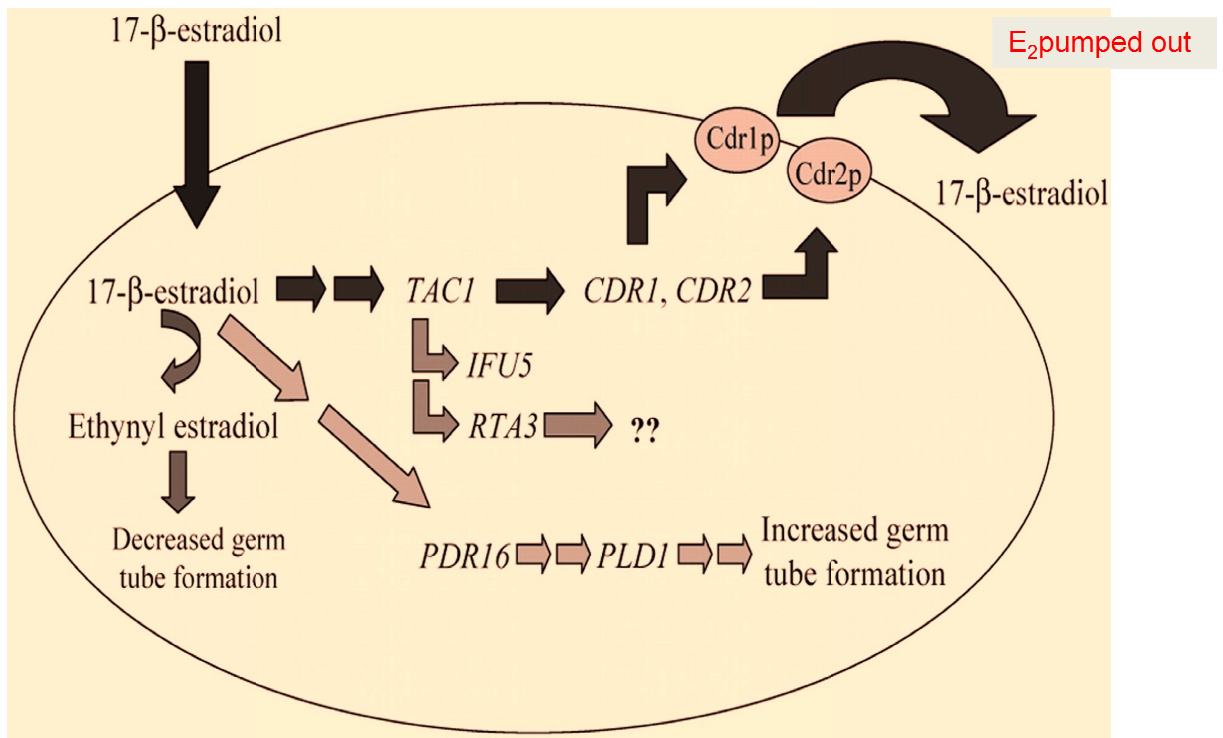 17-β-estradiol
E₂pumped out
Cdr1p
Cdr2p
17-β-estradiol
17-β-estradiol
TAC1
CDR1, CDR2
IFU5
Ethynyl estradiol
RTA3
??
Decreased germ
tube formation
PDR16
PLD1
Increased germ
tube formation